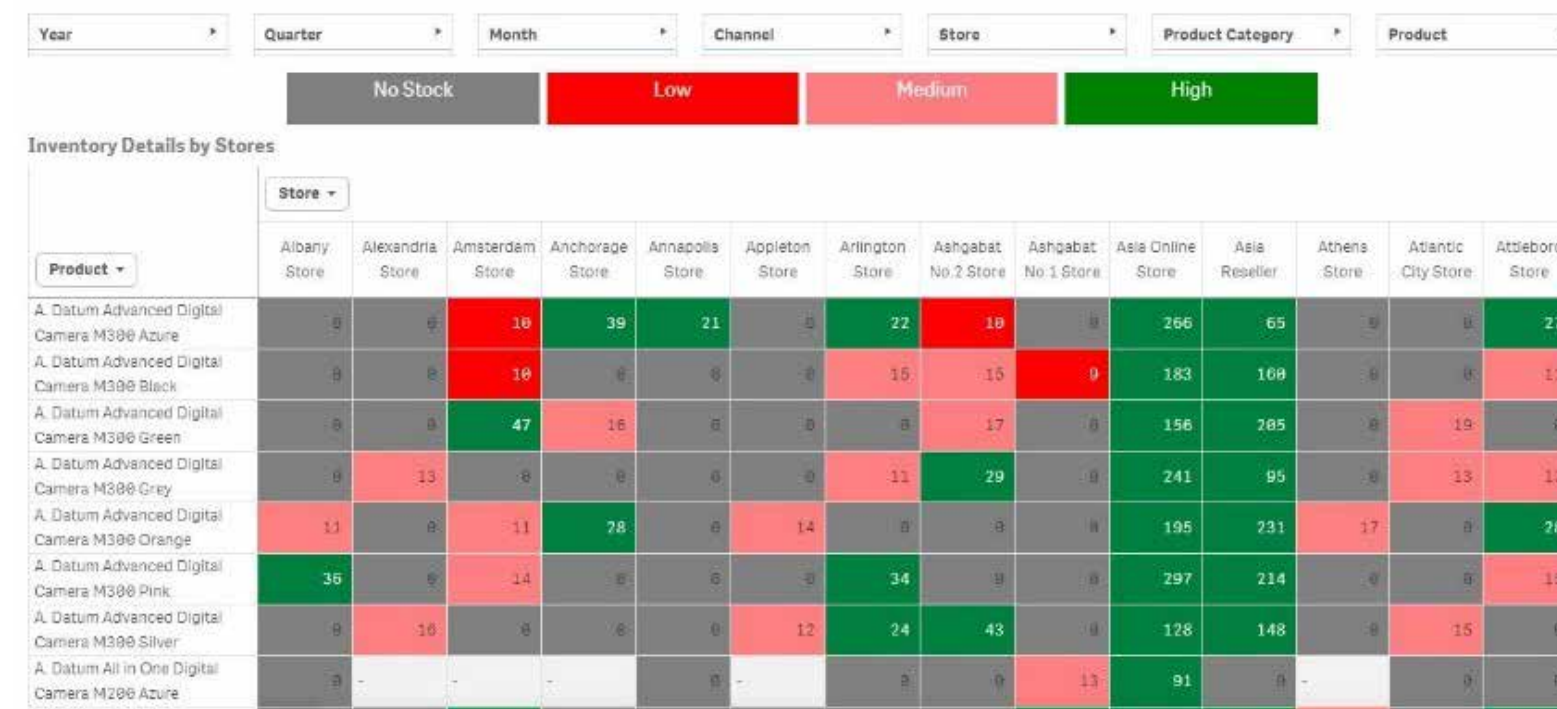 Year Quarter Month Channel Store Product Category Product
No Stock Low Medium High
Inventory Details by Stores
Store
Product
Albany Alexandria Amsterdam Anchorage Annapolis Appleton Arlington Ashgabat Ashgabat Asia Online Asia Athens Atlantic Attleboro
Store Store Store Store Store Store Store No.2 Store No.1 Store Store Reseller Store City Store Store
A. Datum Advanced Digital
Camera M300 Azure
0 0 10 39 21 0 22 10 0 266 65 0 0
A. Datum Advanced Digital
Camera M300 Black
0 0 10 0 0 0 15 15 9 183 160 0 0
A. Datum Advanced Digital
Camera M300 Green
0 0 47 16 0 0 0 17 0 156 205 0 19
A. Datum Advanced Digital
Camera M300 Grey
0 13 0 0 0 0 11 29 0 241 95 0 13
A. Datum Advanced Digital
Camera M300 Orange
11 0 11 28 0 14 0 0 0 195 231 17 0
A. Datum Advanced Digital
Camera M300 Pink
36 0 14 0 0 0 34 0 0 297 214 0 0
A. Datum Advanced Digital
Camera M300 Silver
0 16 0 0 0 12 24 43 0 128 148 0 15
A. Datum All in One Digital
Camera M200 Azure
0 - - - 0 - 0 0 13 91 0 - 0